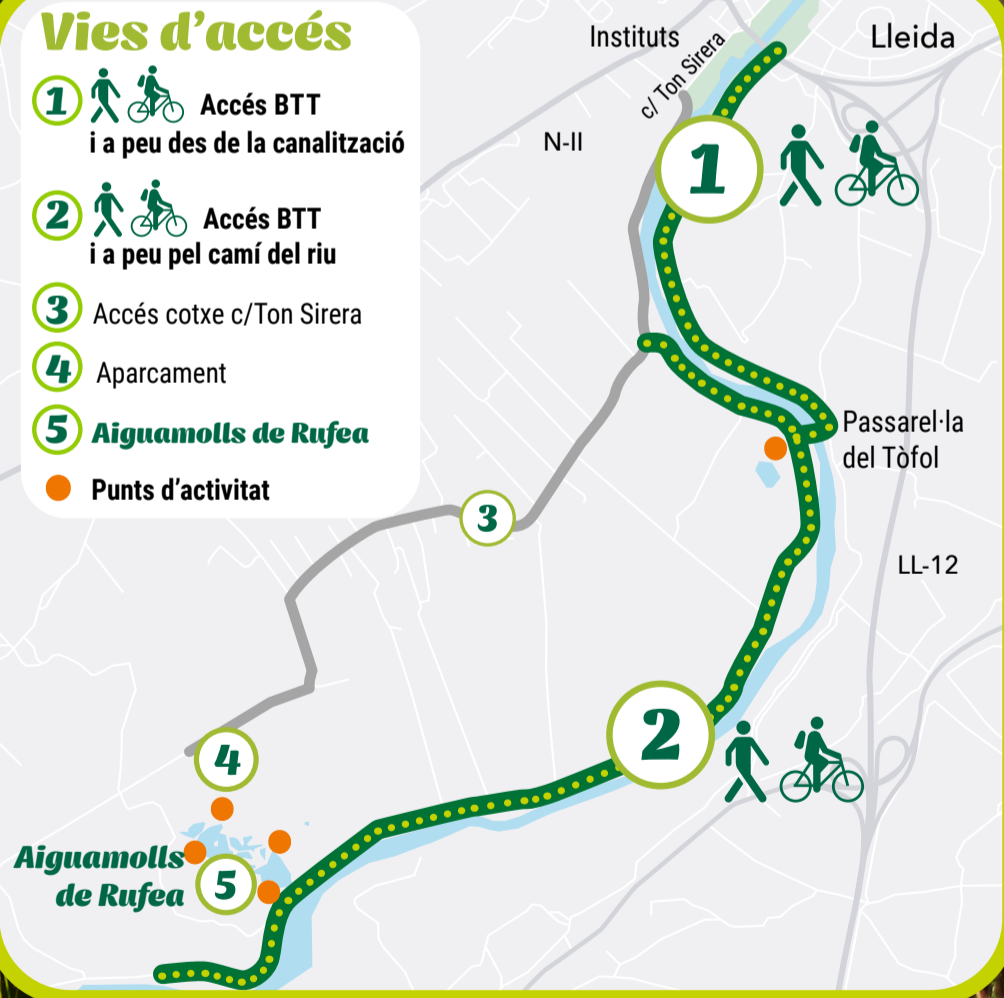 Vies d'accés
1 Accés BTT
i a peu des de la canalització
2 Accés BTT
i a peu pel camí del riu
3 Accés cotxe c/Ton Sirera
4 Aparcament
5 Aiguamolls de Rufea
Punts d'activitat
Instituts
c/ Ton Sirera
Lleida
N-II
1
Passarel·la
del Tòfol
3
LL-12
2
4
Aiguamolls
de Rufea
5